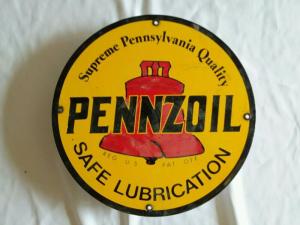 Supreme Pennsylvania Quality
PENNZOIL
REG. U.S. PAT. OFF.
SAFE LUBRICATION